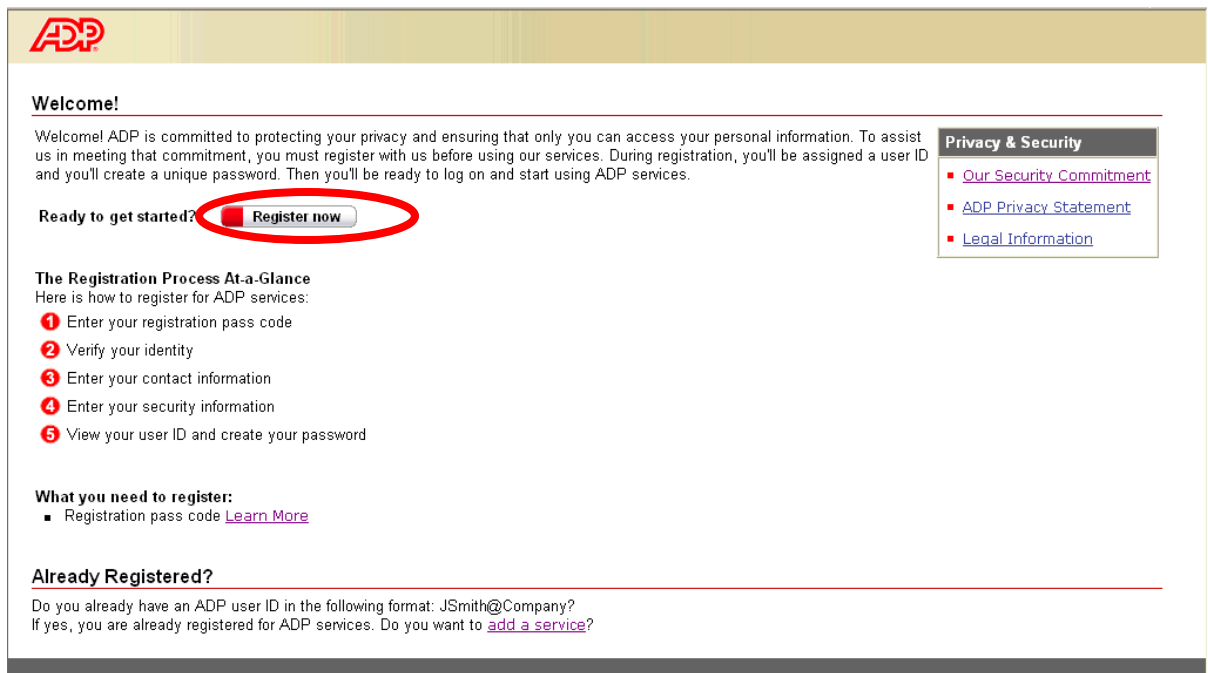 ADP
Welcome!
Welcome! ADP is committed to protecting your privacy and ensuring that only you can access your personal information. To assist
us in meeting that commitment, you must register with us before using our services. During registration, you'll be assigned a user ID
and you'll create a unique password. Then you'll be ready to log on and start using ADP services.
Privacy & Security
Our Security Commitment
ADP Privacy Statement
Legal Information
Ready to get started? Register now
The Registration Process At-a-Glance
Here is how to register for ADP services:
1 Enter your registration pass code
2 Verify your identity
3 Enter your contact information
4 Enter your security information
5 View your user ID and create your password
What you need to register:
Registration pass code Learn More
Already Registered?
Do you already have an ADP user ID in the following format: JSmith@Company?
If yes, you are already registered for ADP services. Do you want to add a service?